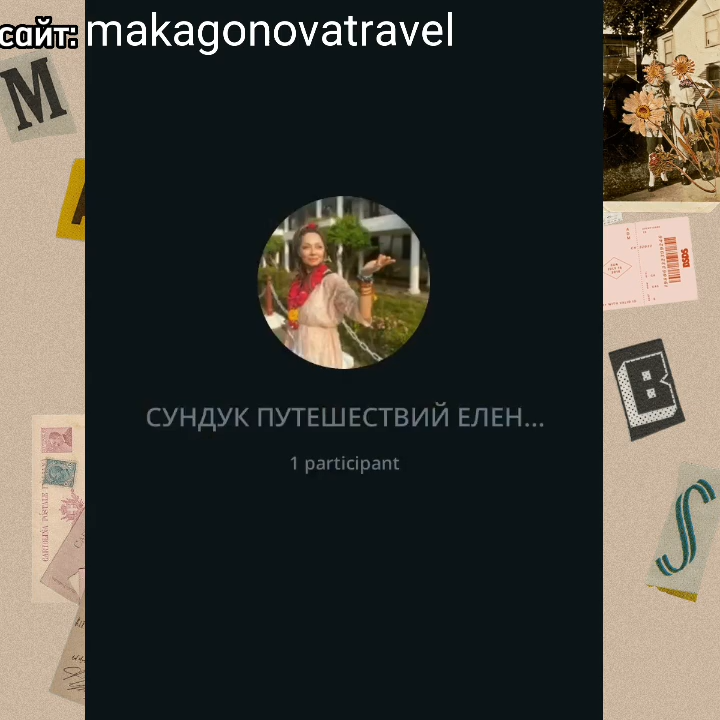 сайт: makagonovatravel
M
СУНДУК ПУТЕШЕСТВИЙ ЕЛЕН...
1 participant
B
S